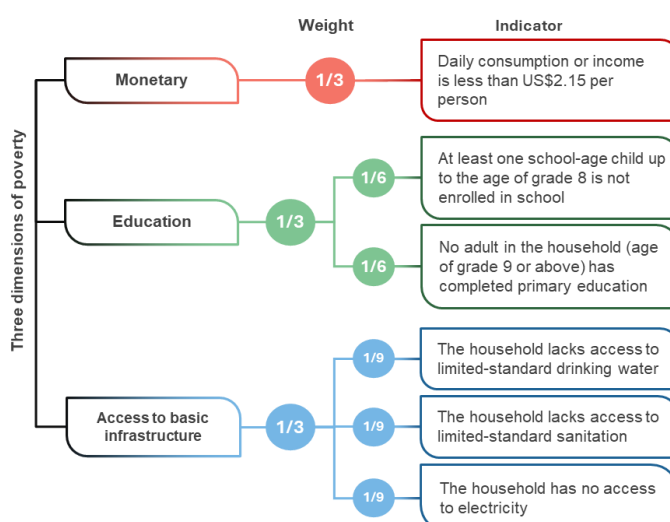 Weight
Indicator
Three dimensions of poverty
Monetary
1/3
Daily consumption or income
is less than US$2.15 per
person
Education
1/3
1/6
At least one school-age child up
to the age of grade 8 is not
enrolled in school
1/6
No adult in the household (age
of grade 9 or above) has
completed primary education
Access to basic
infrastructure
1/3
1/9
The household lacks access to
limited-standard drinking water
1/9
The household lacks access to
limited-standard sanitation
1/9
The household has no access
to electricity